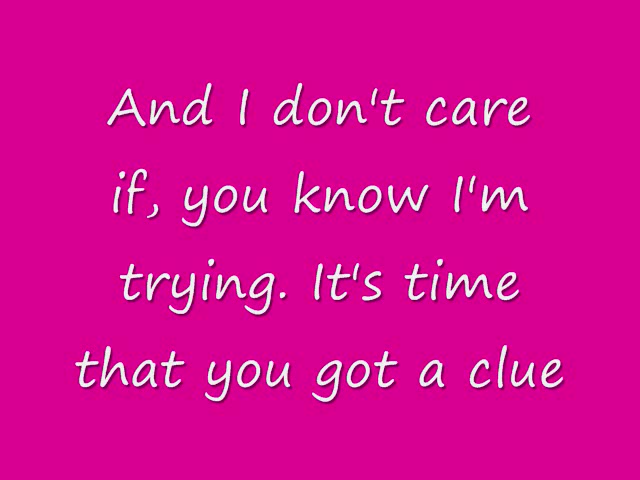 And I don't care
if, you know I'm
trying. It's time
that you got a clue